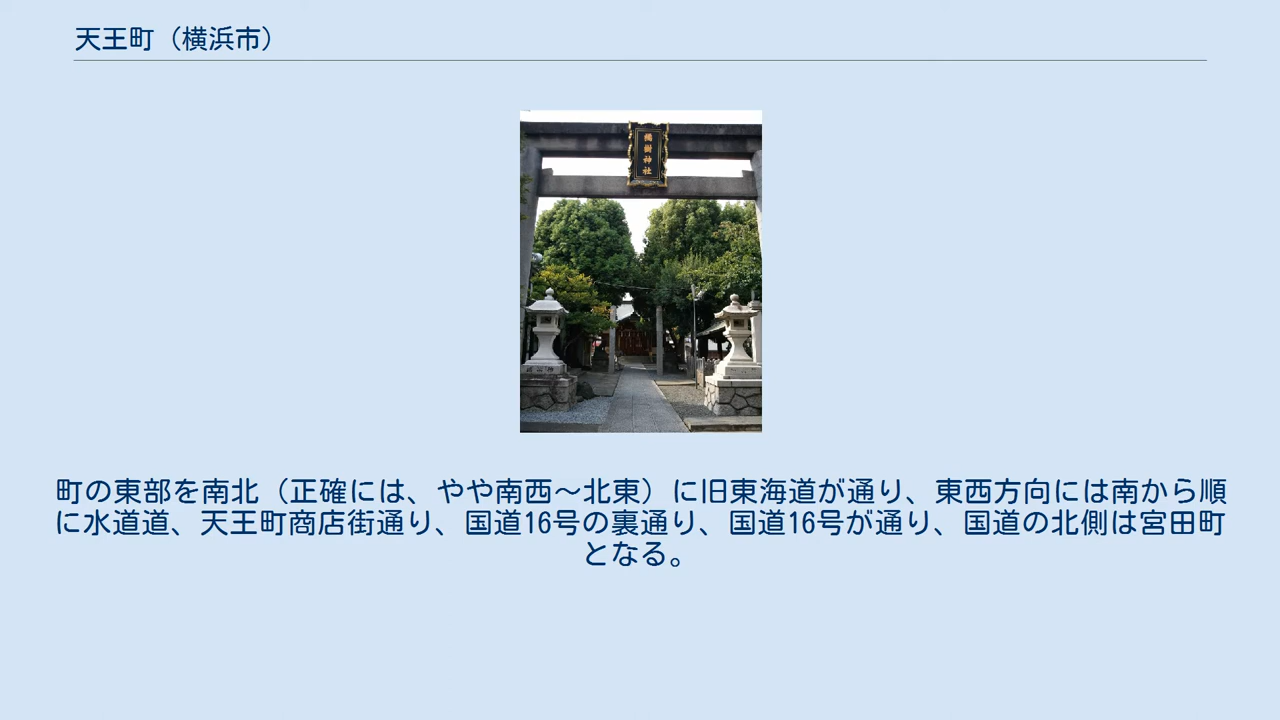 天王町（横浜市）
橘樹神社
町の東部を南北（正確には、やや南西～北東）に旧東海道が通り、東西方向には南から順
に水道道、天王町商店街通り、国道16号の裏通り、国道16号が通り、国道の北側は宮田町
となる。